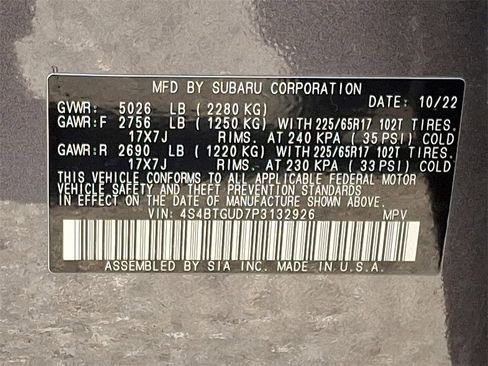 MFD BY SUBARU CORPORATION
GVWR: 5026 LB (2280 KG) DATE: 10/22
GAWR:F 2756 LB (1250 KG) WITH 225/65R17 102T TIRES.
17X7J RIMS. AT 240 KPA (35 PSI) COLD
GAWR:R 2690 LB (1220 KG) WITH 225/65R17 102T TIRES.
17X7J RIMS. AT 230 KPA (33 PSI) COLD
THIS VEHICLE CONFORMS TO ALL APPLICABLE FEDERAL MOTOR
VEHICLE SAFETY AND THEFT PREVENTION STANDARDS
IN EFFECT ON THE DATE OF MANUFACTURE SHOWN ABOVE.
VIN: 4S4BTGUD7P3132926 MPV
ASSEMBLED BY SIA INC. MADE IN U.S.A.